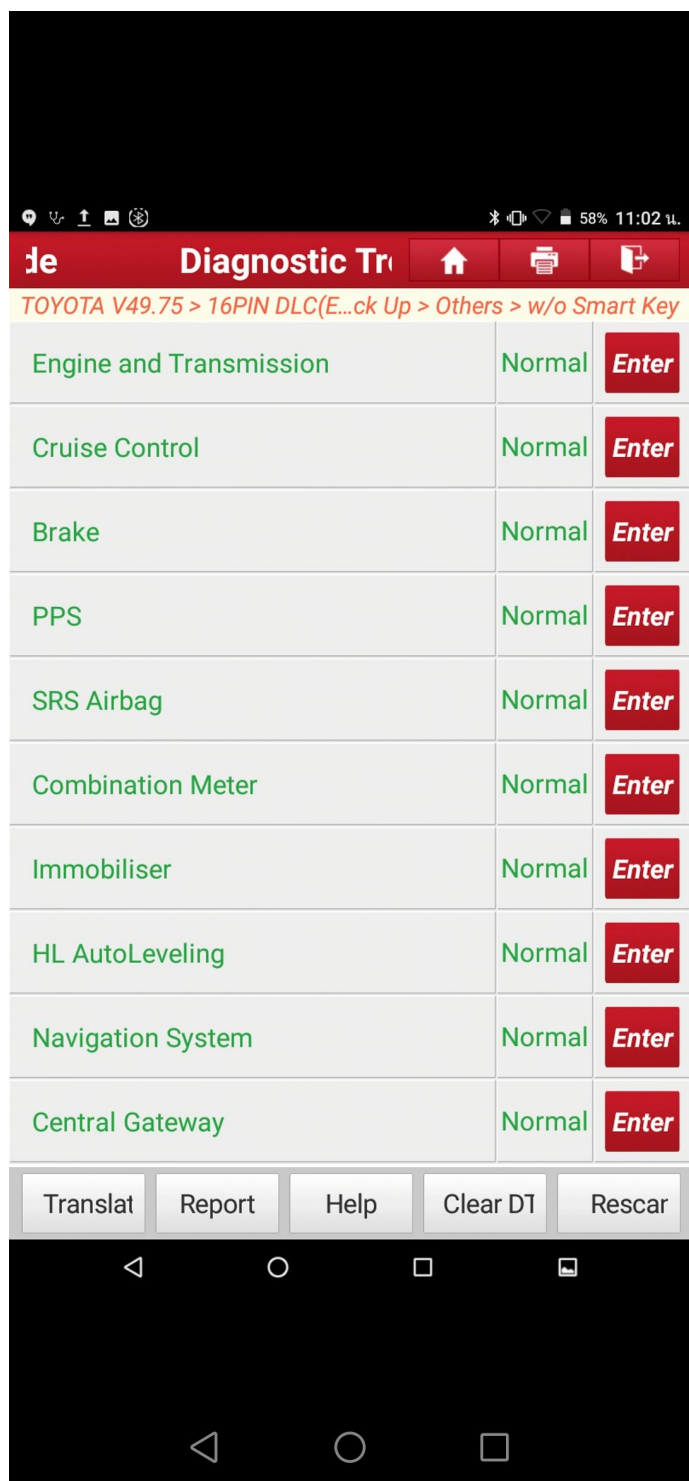 58% 11:02 น.
de Diagnostic Tr
TOYOTA V49.75 > 16PIN DLC(E...ck Up > Others > w/o Smart Key
Engine and Transmission Normal Enter
Cruise Control Normal Enter
Brake Normal Enter
PPS Normal Enter
SRS Airbag Normal Enter
Combination Meter Normal Enter
Immobiliser Normal Enter
HL AutoLeveling Normal Enter
Navigation System Normal Enter
Central Gateway Normal Enter
Translat Report Help Clear DT Rescar